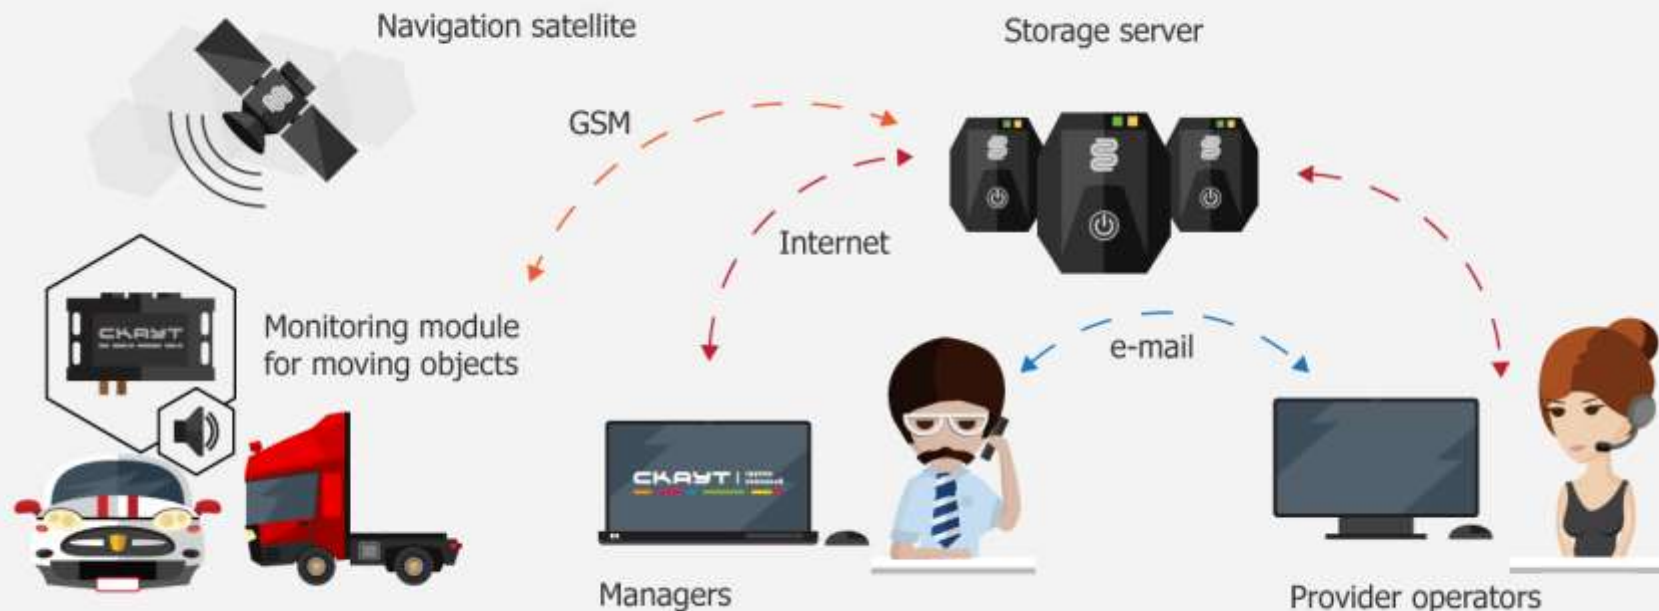 Navigation satellite
Storage server
GSM
Internet
Monitoring module
for moving objects
СКАУТ
e-mail
СКАУТ
Managers
Provider operators